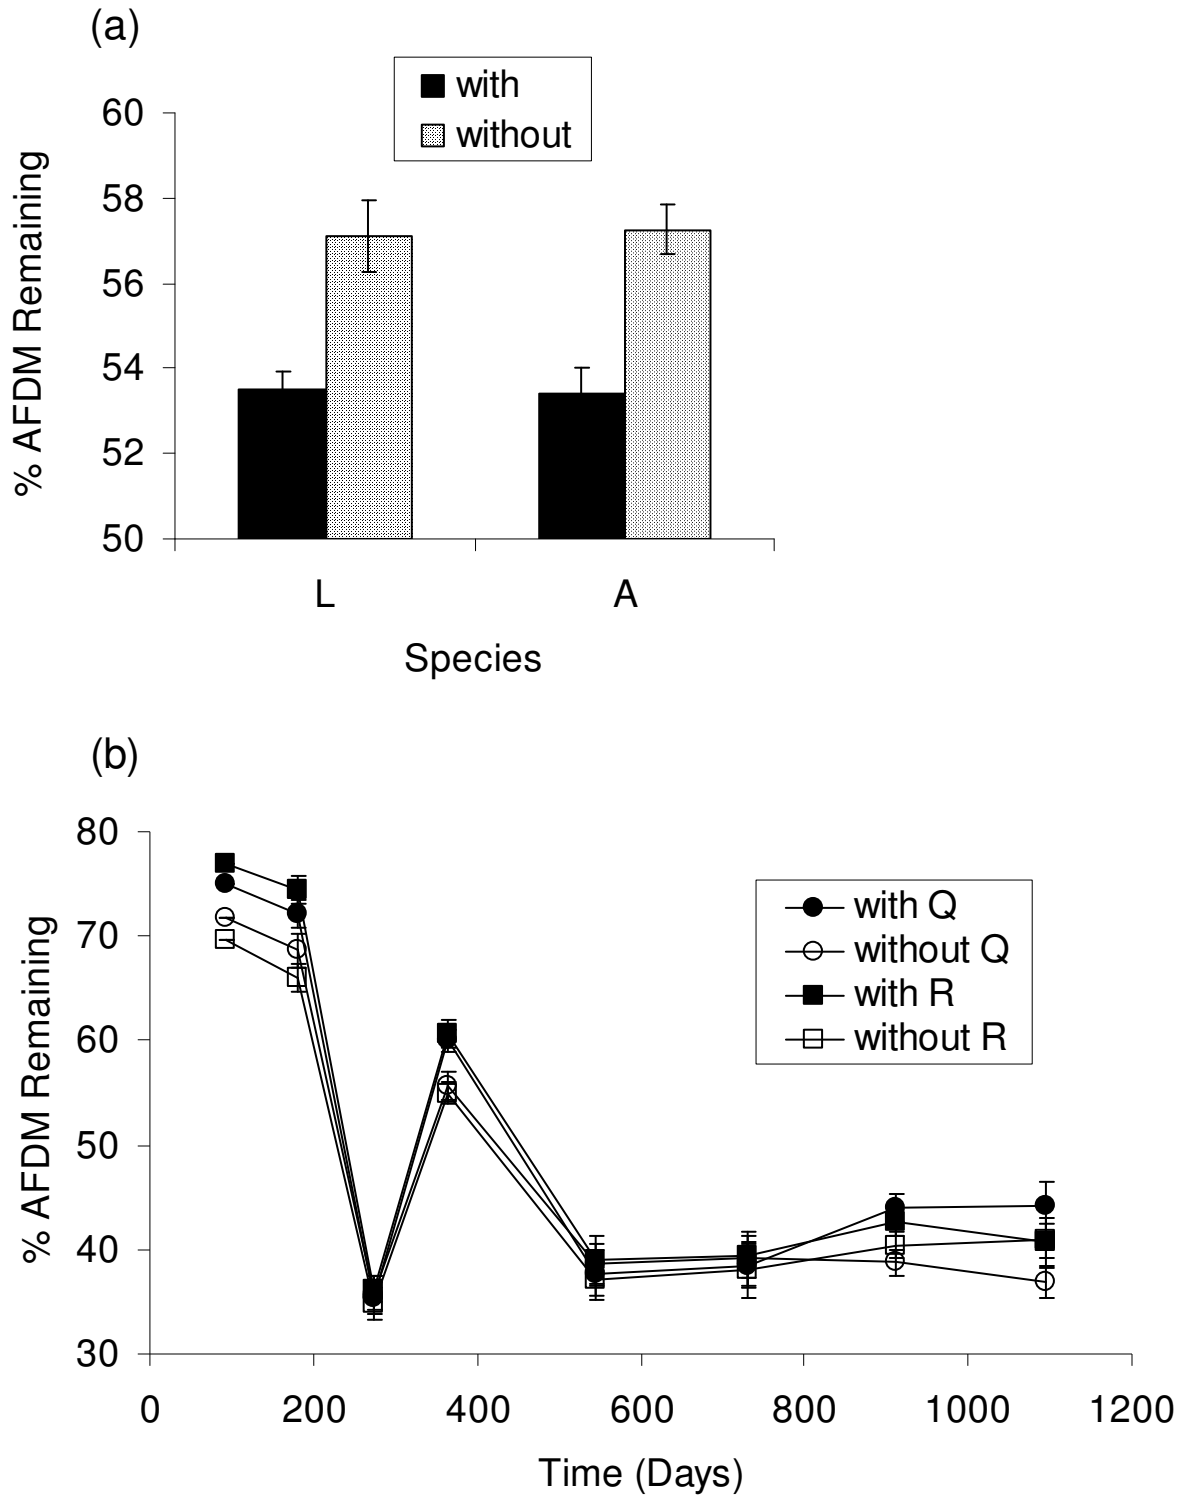 (a)
with
without
% AFDM Remaining
60
58
56
54
52
50
L A
Species
(b)
% AFDM Remaining
80
70
60
50
40
30
with Q
without Q
with R
without R
0 200 400 600 800 1000 1200
Time (Days)